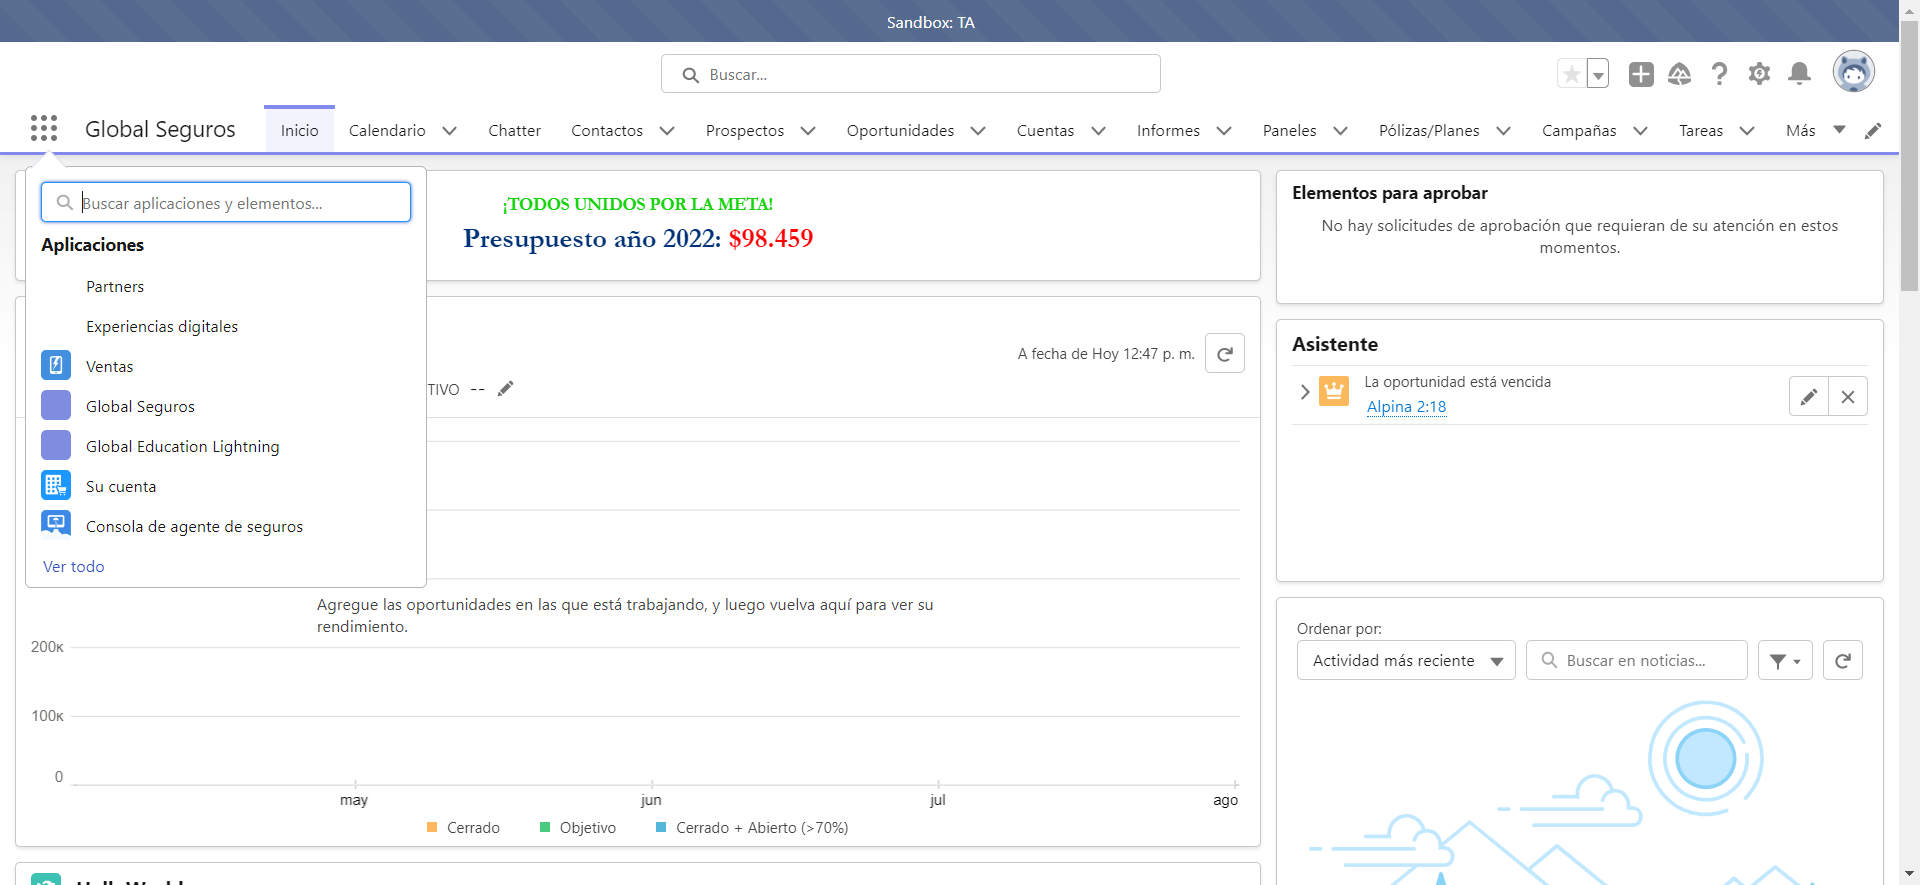 Sandbox: TA
Buscar...
Global Seguros
Inicio
Calendario
Chatter
Contactos
Prospectos
Oportunidades
Cuentas
Informes
Paneles
Pólizas/Planes
Campañas
Tareas
Más
Buscar aplicaciones y elementos...
Aplicaciones
Partners
Experiencias digitales
Ventas
Global Seguros
Global Education Lightning
Su cuenta
Consola de agente de seguros
Ver todo
¡TODOS UNIDOS POR LA META!
Presupuesto año 2022: $98.459
A fecha de Hoy 12:47 p. m.
TIVO --
Agregue las oportunidades en las que está trabajando, y luego vuelva aquí para ver su
rendimiento.
200K
100K
0
may
jun
jul
ago
Cerrado
Objetivo
Cerrado + Abierto (>70%)
Elementos para aprobar
No hay solicitudes de aprobación que requieran de su atención en estos
momentos.
Asistente
La oportunidad está vencida
Alpina 2:18
Ordenar por:
Actividad más reciente
Buscar en noticias...